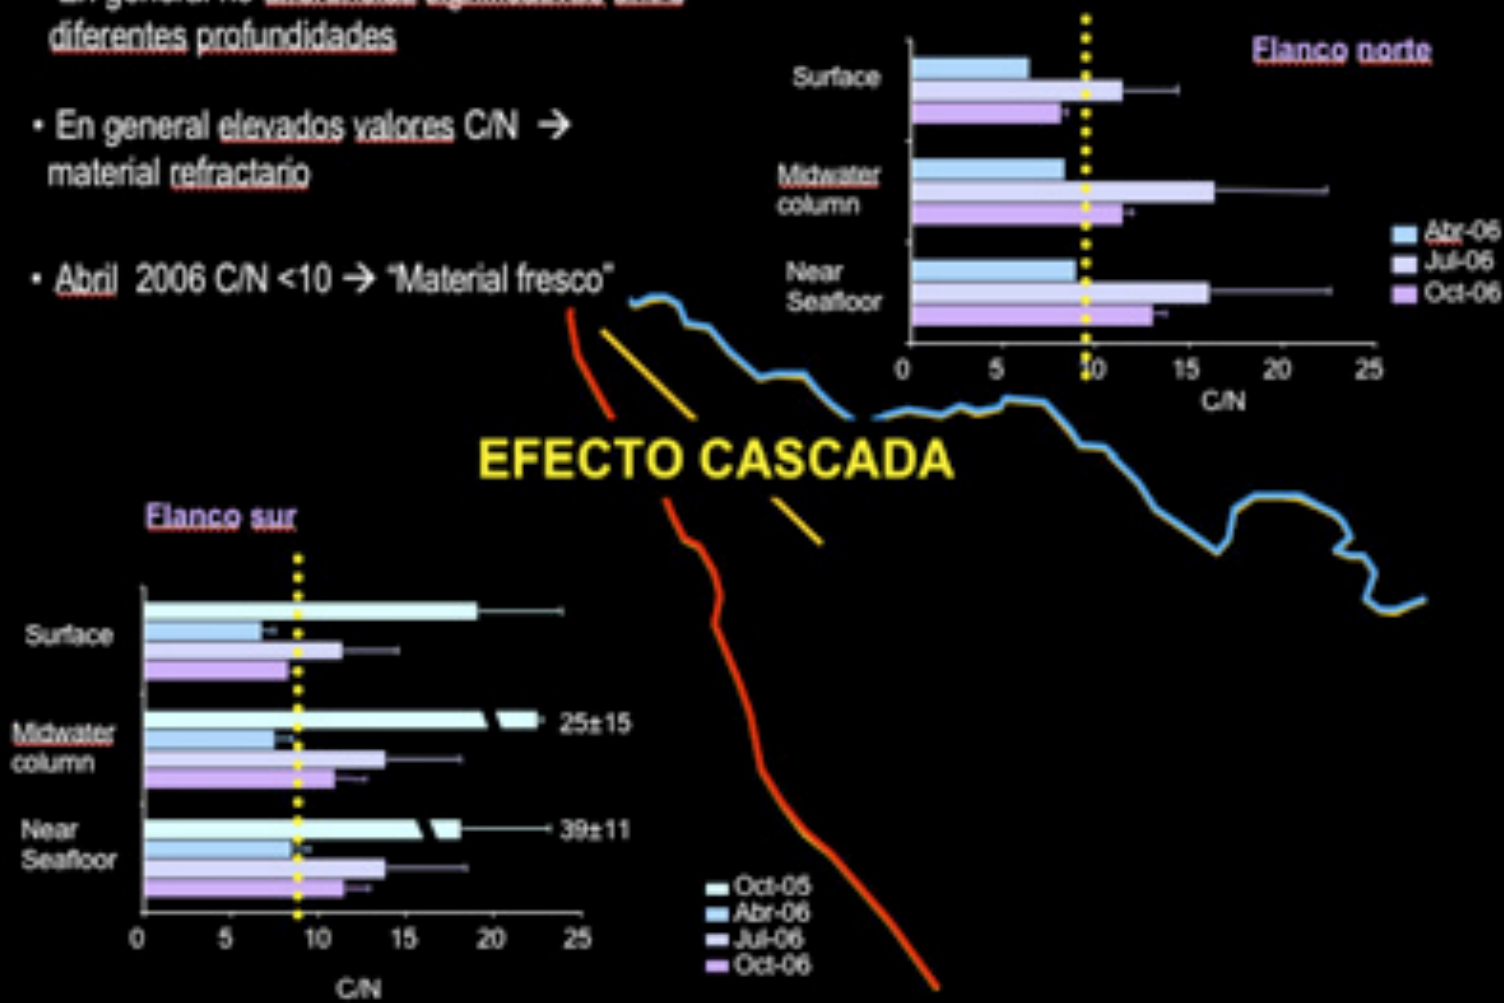 diferentes profundidades
• En general elevados valores C/N →
material refractario
• Abril 2006 C/N <10 → “Material fresco”
Flanco norte
Surface
Midwater
column
Near
Seafloor
Abr-06
Jul-06
Oct-06
0 5 10 15 20 25
C/N
EFECTO CASCADA
Flanco sur
Surface
Midwater
column
25±15
Near
Seafloor
39±11
Oct-05
Abr-06
Jul-06
Oct-06
0 5 10 15 20 25
C/N